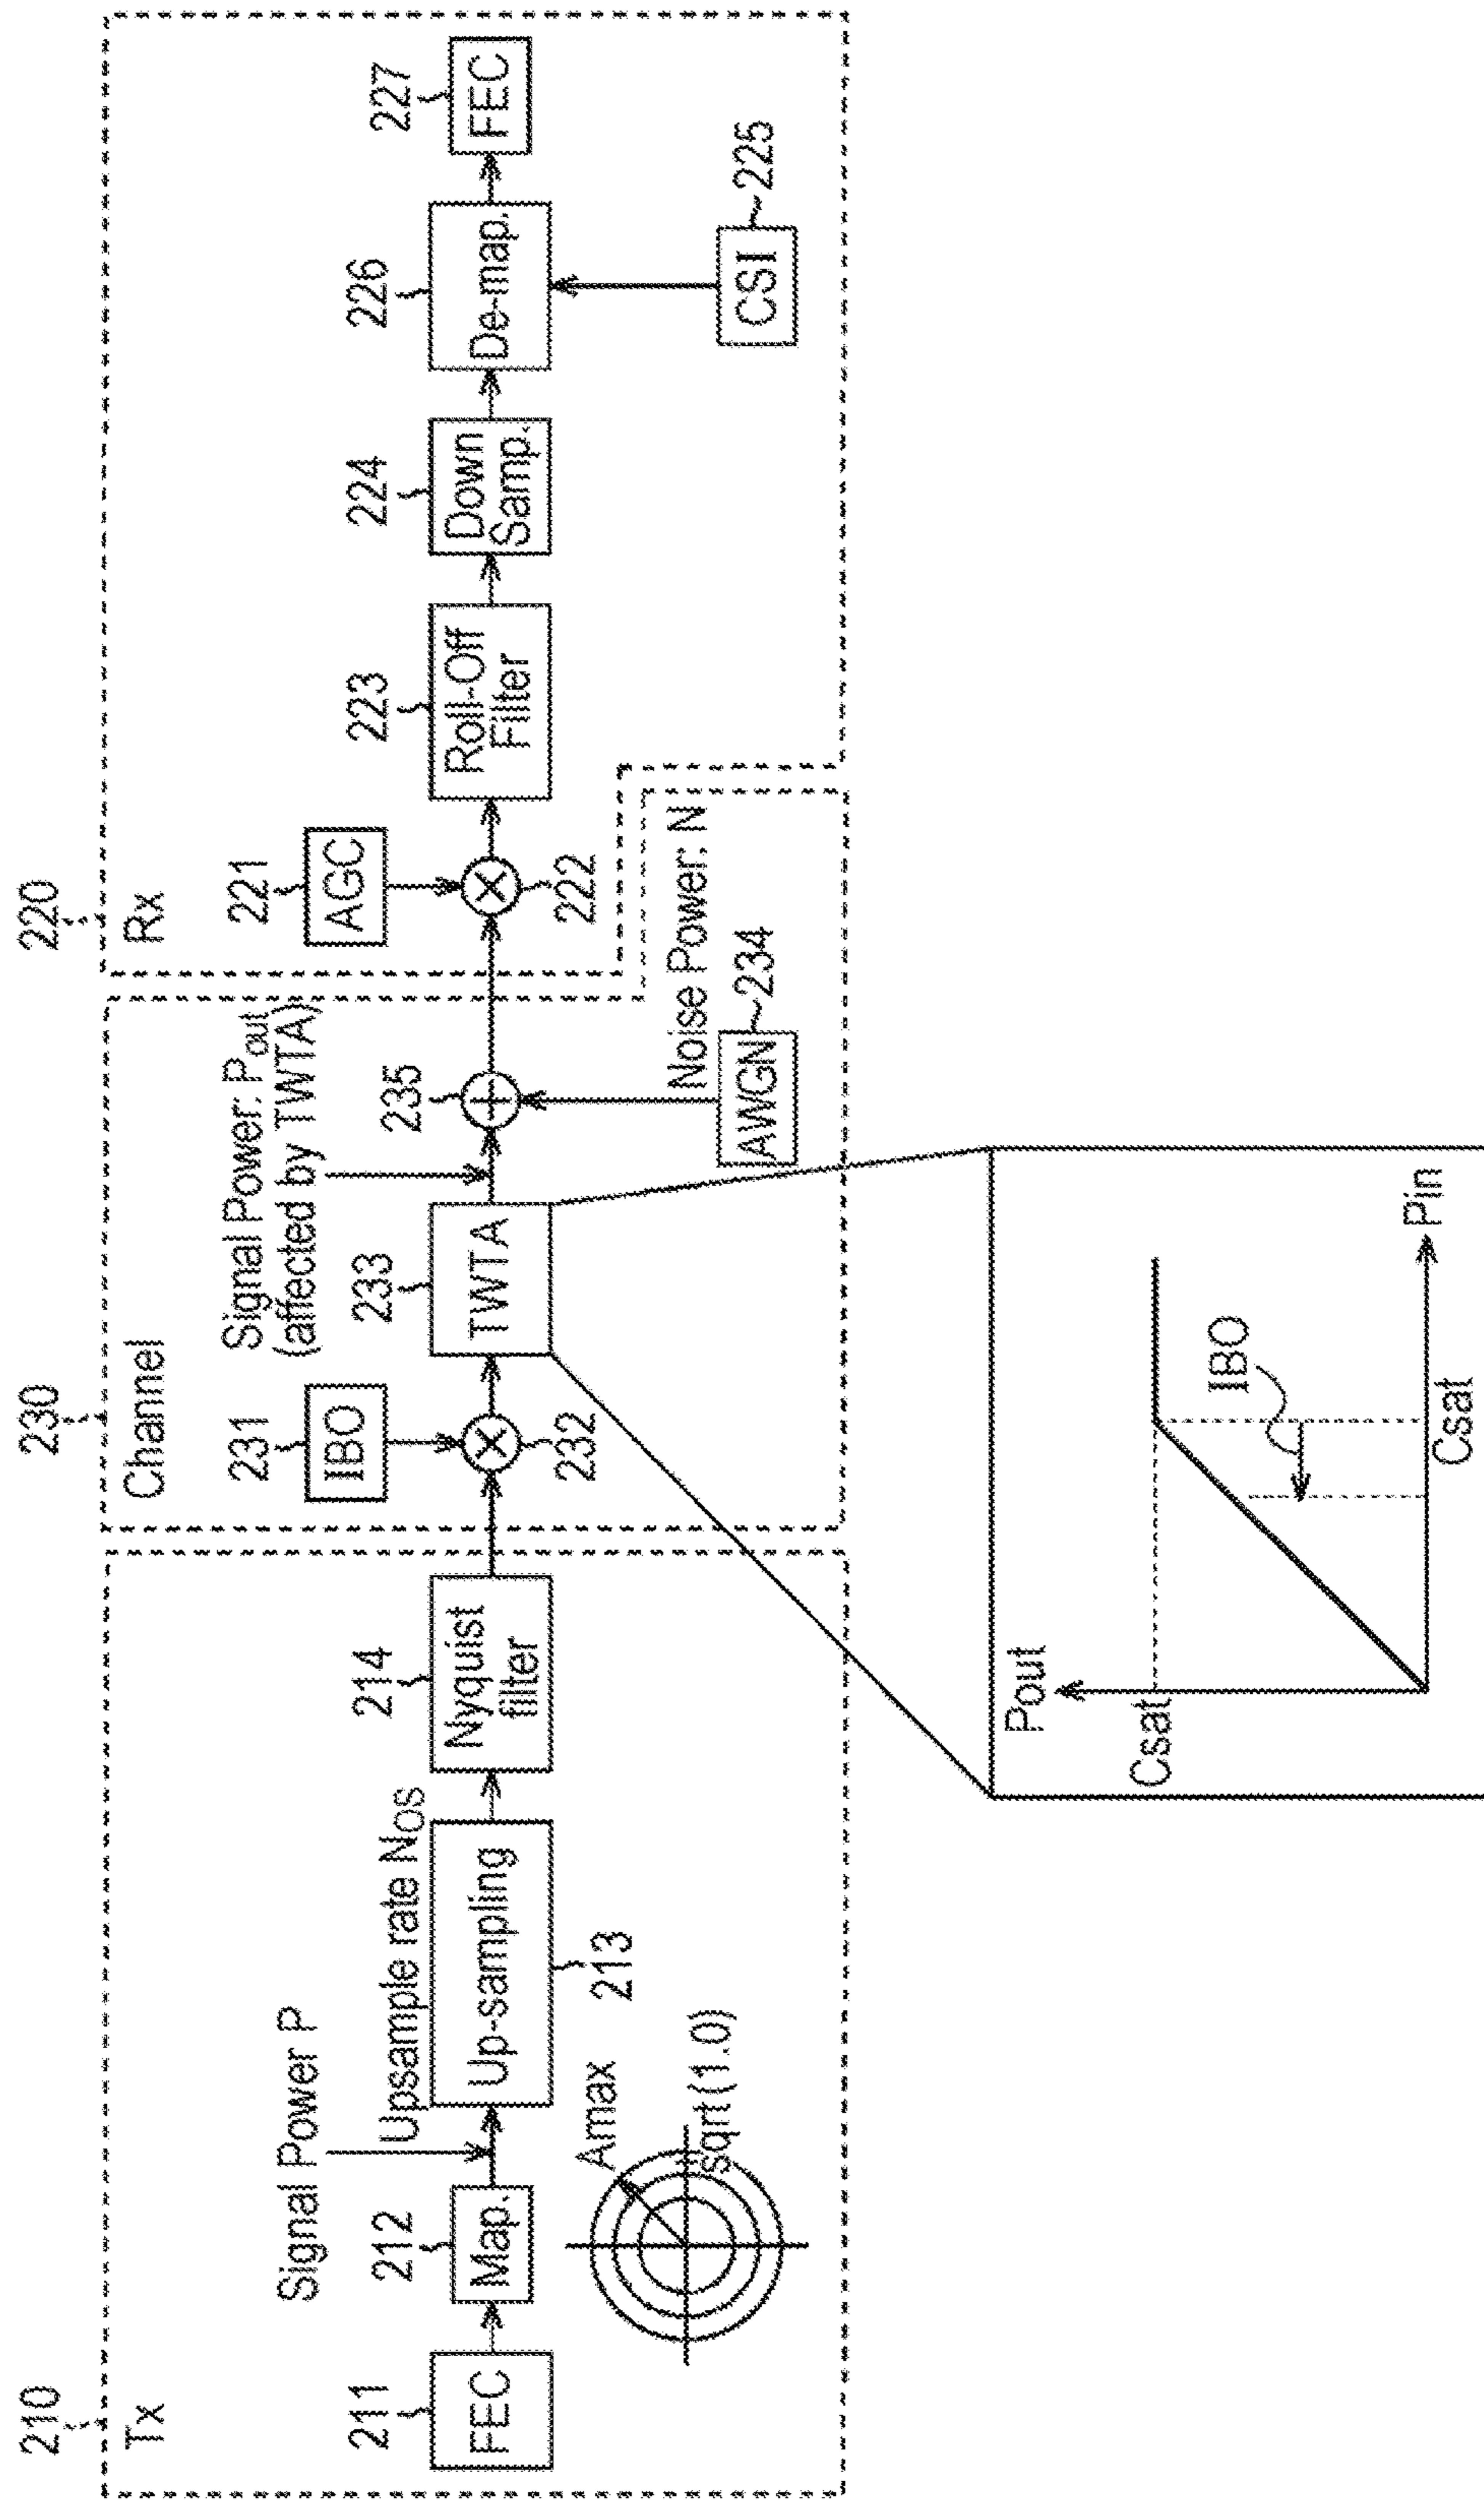 210
Tx
211
FEC
212
Map.
Signal Power P
Upsample rate NOS
Up-sampling
213
214
Nyquist
filter
Amax
sqrt(1.0)
230
Channel
231
IBO
232
233
TWTA
Signal Power: Pout
(affected by TWTA)
235
Noise Power: N
AWGN
234
220
Rx
221
AGC
222
223
Roll-Off
Filter
224
Down
Samp.
226
De-map.
227
FEC
CSI
225
Pout
Csat
IBO
Csat
Pin